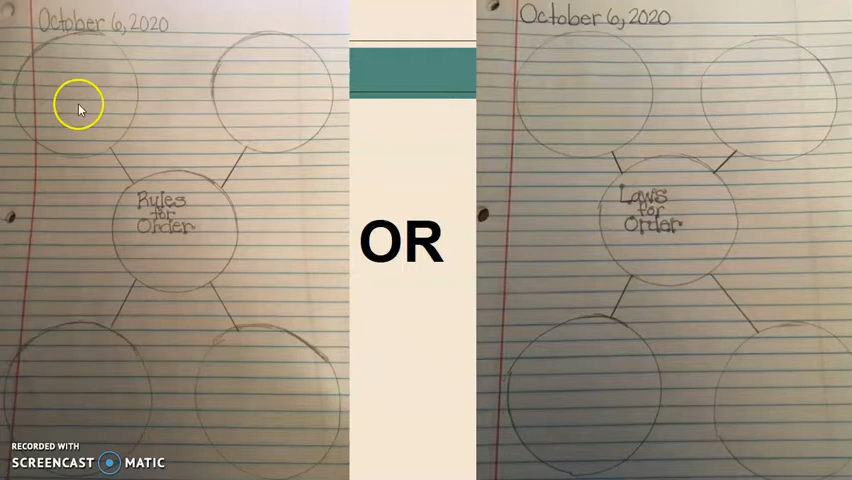 October 6, 2020
Rules
for
Order
OR
October 6, 2020
Laws
for
Order
RECORDED WITH
SCREENCAST MATIC